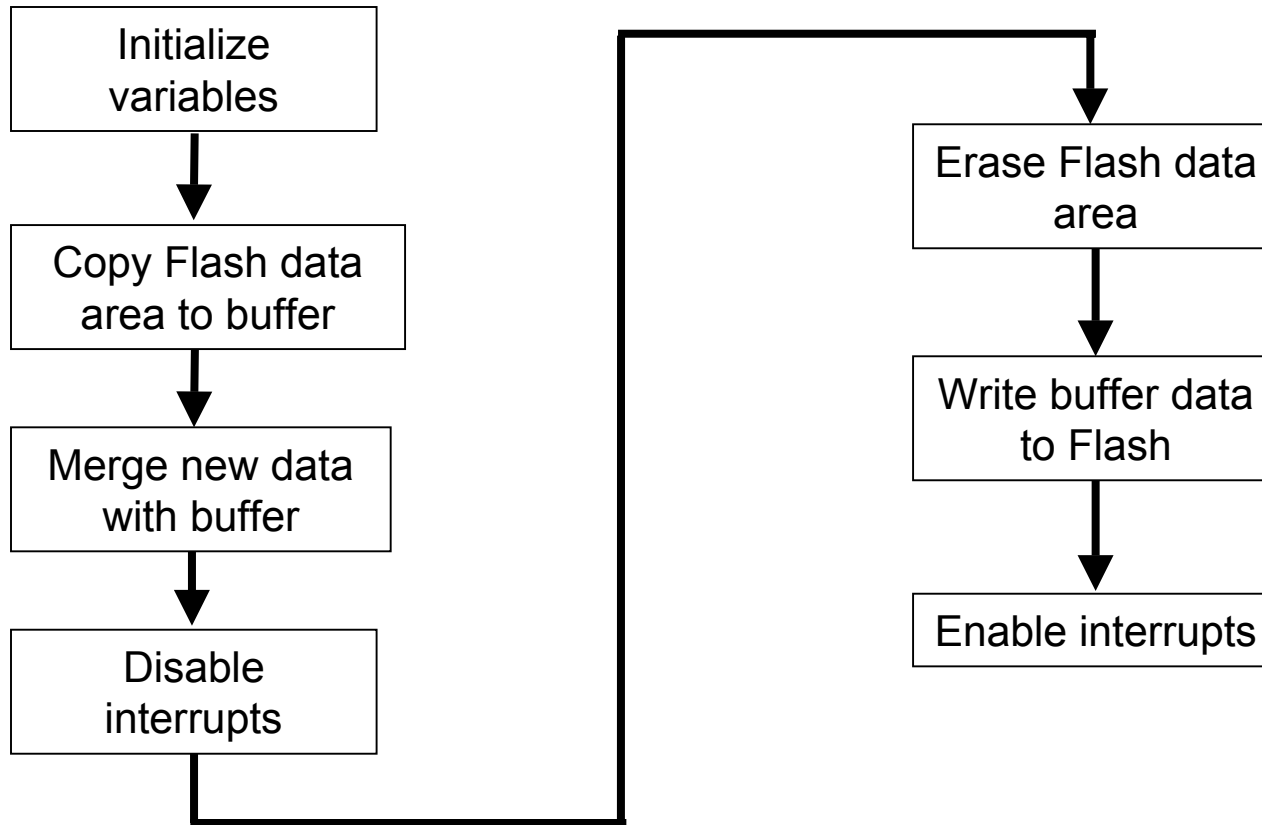 Initialize
variables
Copy Flash data
area to buffer
Merge new data
with buffer
Disable
interrupts
Erase Flash data
area
Write buffer data
to Flash
Enable interrupts